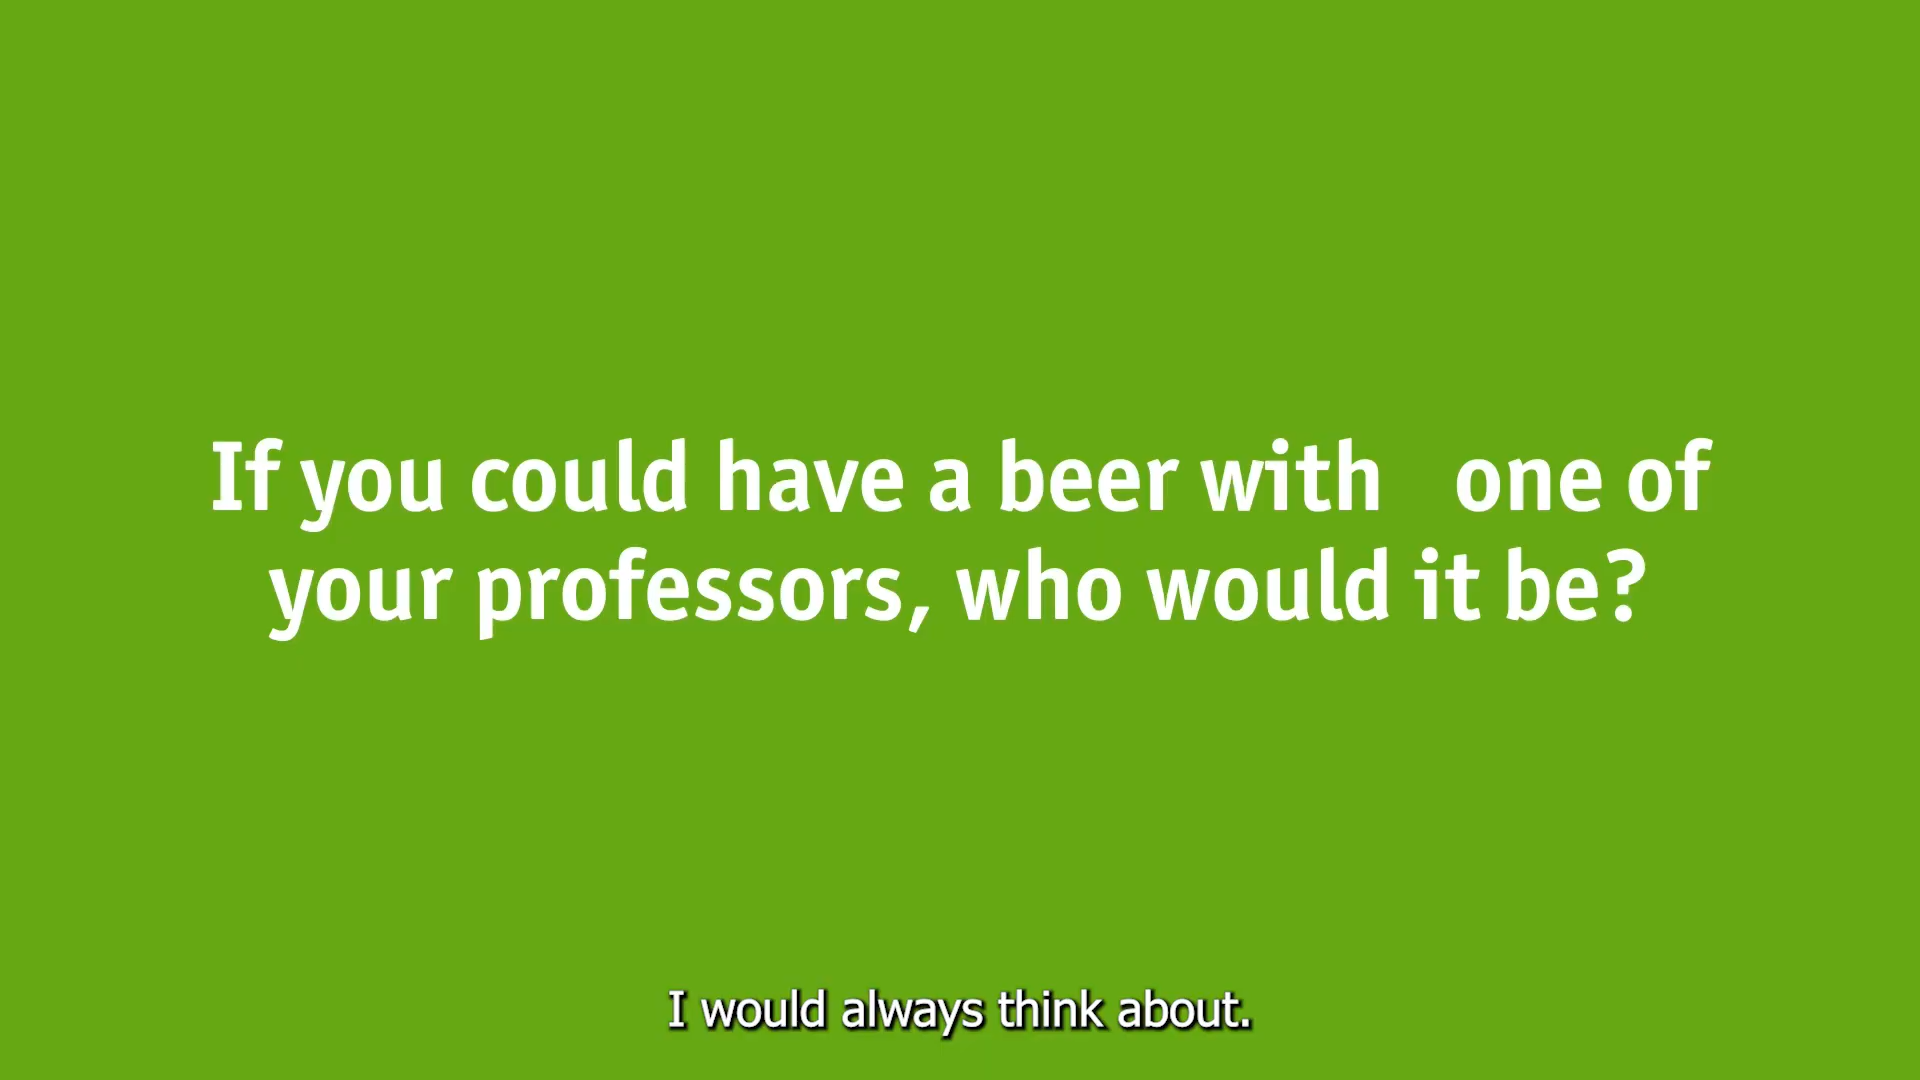 If you could have a beer with   one of
your professors, who would it be?
I would always think about.